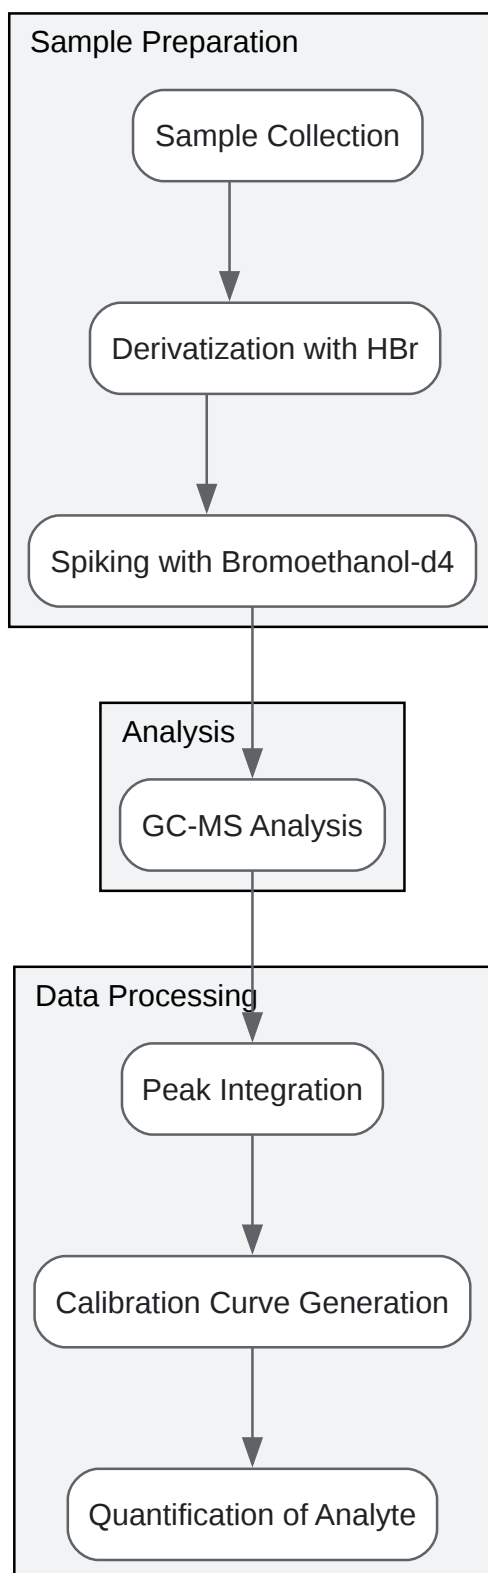 Sample Preparation
Sample Collection
Derivatization with HBr
Spiking with Bromoethanol-d4
Analysis
GC-MS Analysis
Data Processing
Peak Integration
Calibration Curve Generation
Quantification of Analyte